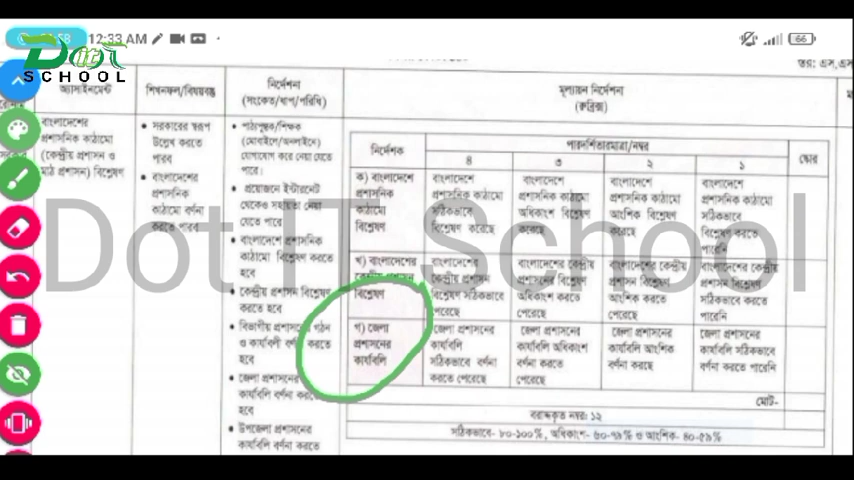 12:33 AM
66
Dot it
SCHOOL
স্তর: এস.এস
অ্যাসাইনমেন্ট
শিখনফল/বিষয়বস্তু
নির্দেশনা
(সংকেত/ধাপ/পরিধি)
মূল্যায়ন নির্দেশনা
(রুব্রিক্স)
বাংলাদেশের
প্রশাসনিক কাঠামো
(কেন্দ্রীয় প্রশাসন ও
মাঠ প্রশাসন) বিশ্লেষণ
• সরকারের স্বরূপ
উল্লেখ করতে
পারব
• বাংলাদেশের
প্রশাসনিক
কাঠামো বর্ণনা
করতে পারব
• পাঠ্যপুস্তক/শিক্ষক
(মোবাইলে/অনলাইনে)
যোগাযোগ করে নেয়া যেতে
পারে।
• প্রয়োজনে ইন্টারনেট
থেকেও সহায়তা নেয়া
যেতে পারে
• বাংলাদেশে প্রশাসনিক
কাঠামো বিশ্লেষণ করতে
হবে
• কেন্দ্রীয় প্রশাসন বিশ্লেষণ
করতে হবে
• বিভাগীয় প্রশাসনের গঠন
ও কার্যাবলী বর্ণনা করতে
হবে
• জেলা প্রশাসনের
কার্যাবলি বর্ণনা করতে
হবে
• উপজেলা প্রশাসনের
কার্যাবলি বর্ণনা করতে
নির্দেশক
পারদর্শিতারমাত্রা/নম্বর
স্কোর
৪ ৩ ২ ১
ক) বাংলাদেশে
প্রশাসনিক
কাঠামো
বিশ্লেষণ
বাংলাদেশে
প্রশাসনিক কাঠামো
সঠিকভাবে
বিশ্লেষণ করেছে
বাংলাদেশে
প্রশাসনিক কাঠামো
অধিকাংশ বিশ্লেষণ
করেছে
বাংলাদেশে
প্রশাসনিক কাঠামো
আংশিক বিশ্লেষণ
করেছে
বাংলাদেশে
প্রশাসনিক কাঠামো
সঠিকভাবে
বিশ্লেষণ করতে
পারেনি
খ) বাংলাদেশের
কেন্দ্রীয় প্রশাসন
বিশ্লেষণ
বাংলাদেশের
কেন্দ্রীয় প্রশাসন
বিশ্লেষণ সঠিকভাবে
পেরেছে
বাংলাদেশের কেন্দ্রীয়
প্রশাসনের বিশ্লেষণ
অধিকাংশ করতে
পেরেছে
বাংলাদেশের কেন্দ্রীয়
প্রশাসন বিশ্লেষণ
আংশিক করতে
পেরেছে
বাংলাদেশের কেন্দ্রীয়
প্রশাসন বিশ্লেষণ
সঠিকভাবে করতে
পারেনি
গ) জেলা
প্রশাসনের
কার্যাবিলি
জেলা প্রশাসনের
কার্যাবলি
সঠিকভাবে বর্ণনা
করতে পেরেছে
জেলা প্রশাসনের
কার্যাবলি অধিকাংশ
বর্ণনা করতে
পেরেছে
জেলা প্রশাসনের
কার্যাবলি আংশিক
বর্ণনা করছে
জেলা প্রশাসনের
কার্যাবলি সঠিকভাবে
বর্ণনা করতে পারেনি
মোট-
বরাদ্দকৃত নম্বর: ১২
সঠিকভাবে- ৮০-১০০%, অধিকাংশ- ৬০-৭৯% ও আংশিক- ৪০-৫৯%
Dot IT School